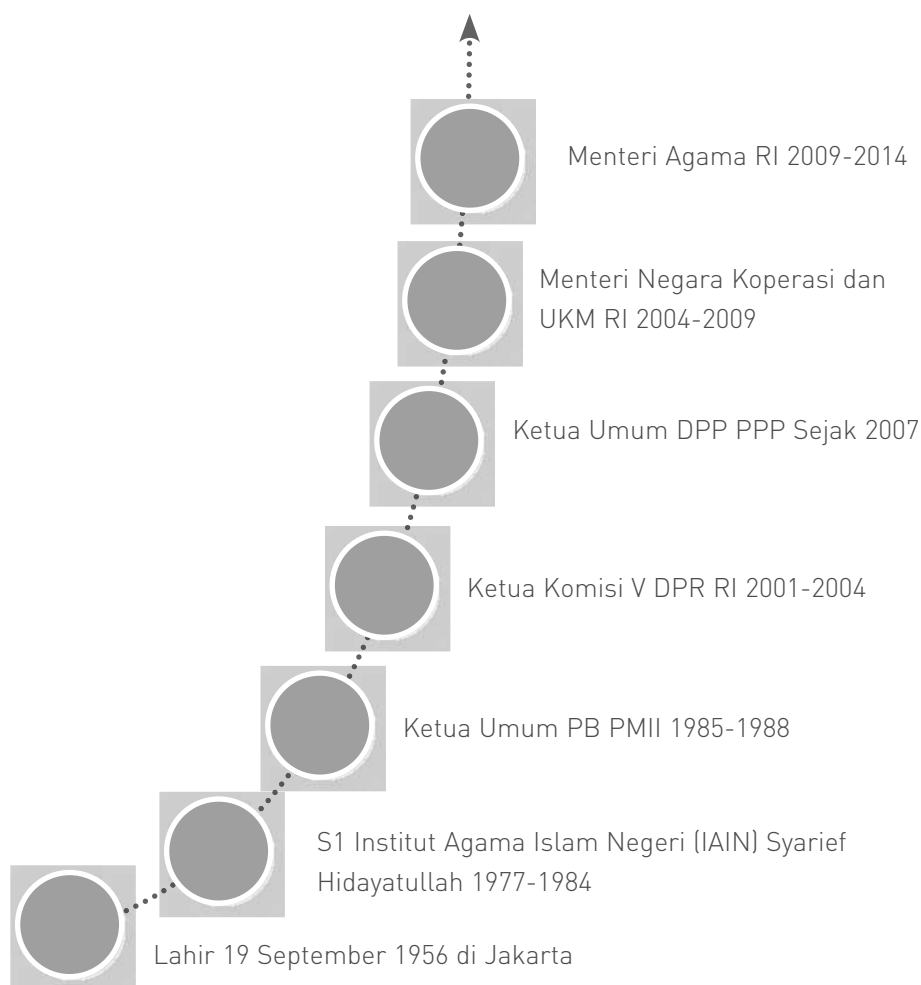 Menteri Agama RI 2009-2014
Menteri Negara Koperasi dan
UKM RI 2004-2009
Ketua Umum DPP PPP Sejak 2007
Ketua Komisi V DPR RI 2001-2004
Ketua Umum PB PMII 1985-1988
S1 Institut Agama Islam Negeri (IAIN) Syarief
Hidayatullah 1977-1984
Lahir 19 September 1956 di Jakarta